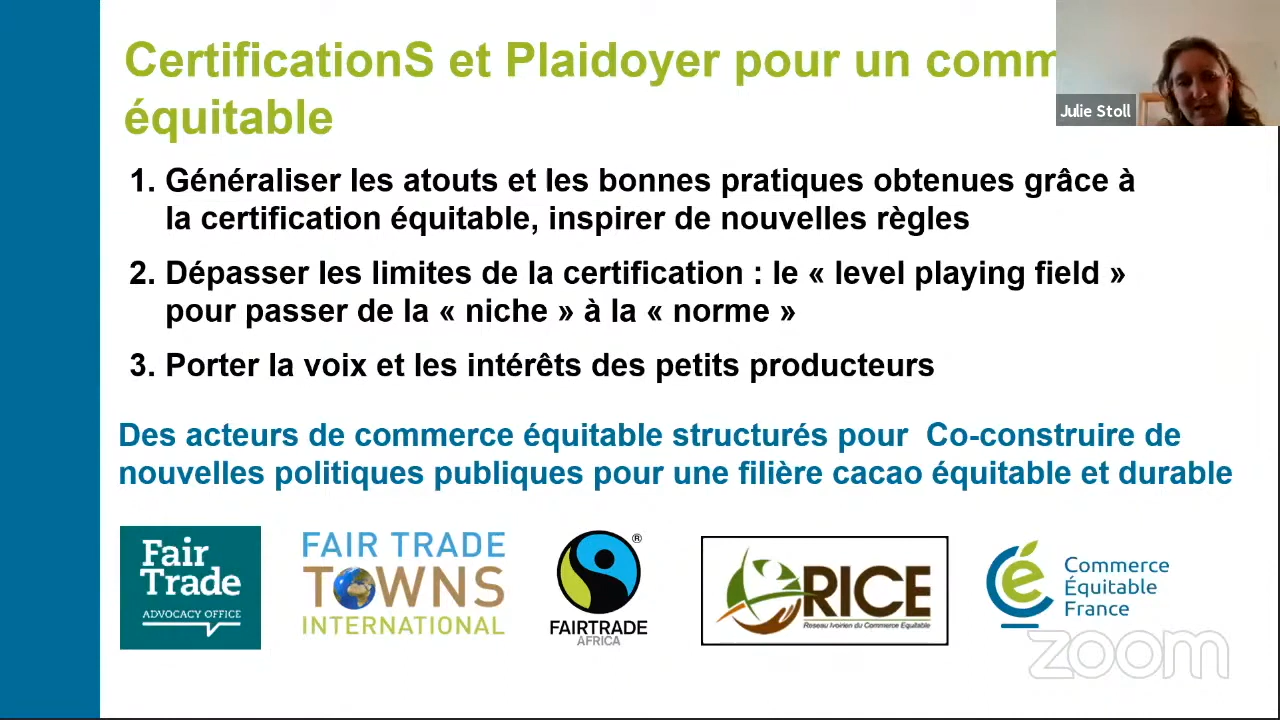 CertificationS et Plaidoyer pour un comm
équitable
Julie Stoll
1. Généraliser les atouts et les bonnes pratiques obtenues grâce à
la certification équitable, inspirer de nouvelles règles
2. Dépasser les limites de la certification : le « level playing field »
pour passer de la « niche » à la « norme »
3. Porter la voix et les intérêts des petits producteurs
Des acteurs de commerce équitable structurés pour  Co-construire de
nouvelles politiques publiques pour une filière cacao équitable et durable
Fair
Trade
ADVOCACY OFFICE
FAIR TRADE
TOWNS
INTERNATIONAL
®
FAIRTRADE
AFRICA
RICE
Reseau Ivoirien du Commerce Equitable
é
Commerce
Équitable
France
zoom